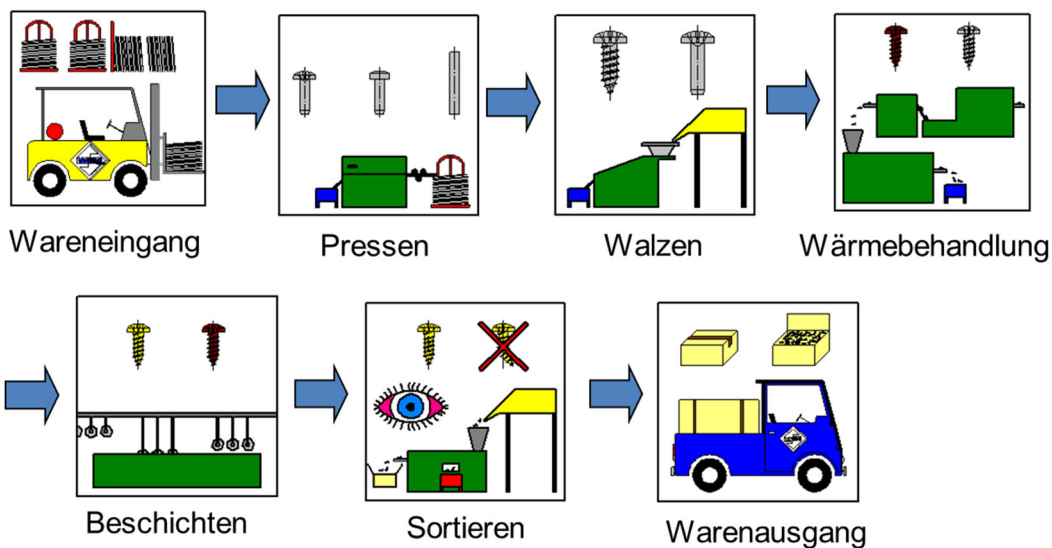 Wareneingang
Pressen
Walzen
Wärmebehandlung
Beschichten
Sortieren
Warenausgang